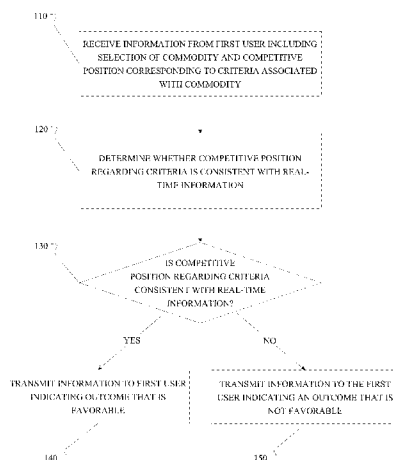 110
RECEIVE INFORMATION FROM FIRST USER INCLUDING
SELECTION OF COMMODITY AND COMPETITIVE
POSITION CORRESPONDING TO CRITERIA ASSOCIATED
WITH COMMODITY
120
DETERMINE WHETHER COMPETITIVE POSITION
REGARDING CRITERIA IS CONSISTENT WITH REAL-
TIME INFORMATION
130
IS COMPETITIVE
POSITION REGARDING CRITERIA
CONSISTENT WITH REAL-TIME
INFORMATION?
YES
NO
TRANSMIT INFORMATION TO FIRST USER
INDICATING OUTCOME THAT IS
FAVORABLE
TRANSMIT INFORMATION TO THE FIRST
USER INDICATING AN OUTCOME THAT IS
NOT FAVORABLE
140
150